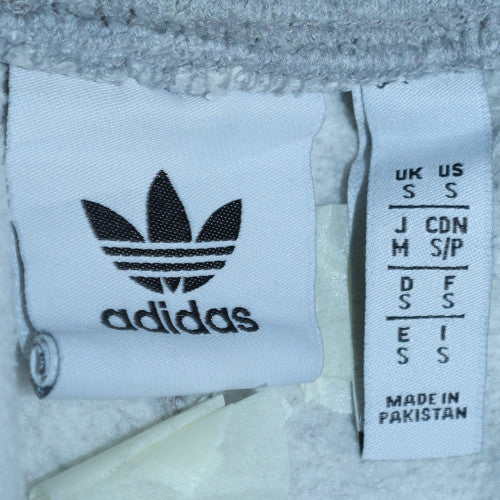 adidas
UK US
S S
J CDN
M S/P
D F
S S
E I
S S
MADE IN
PAKISTAN